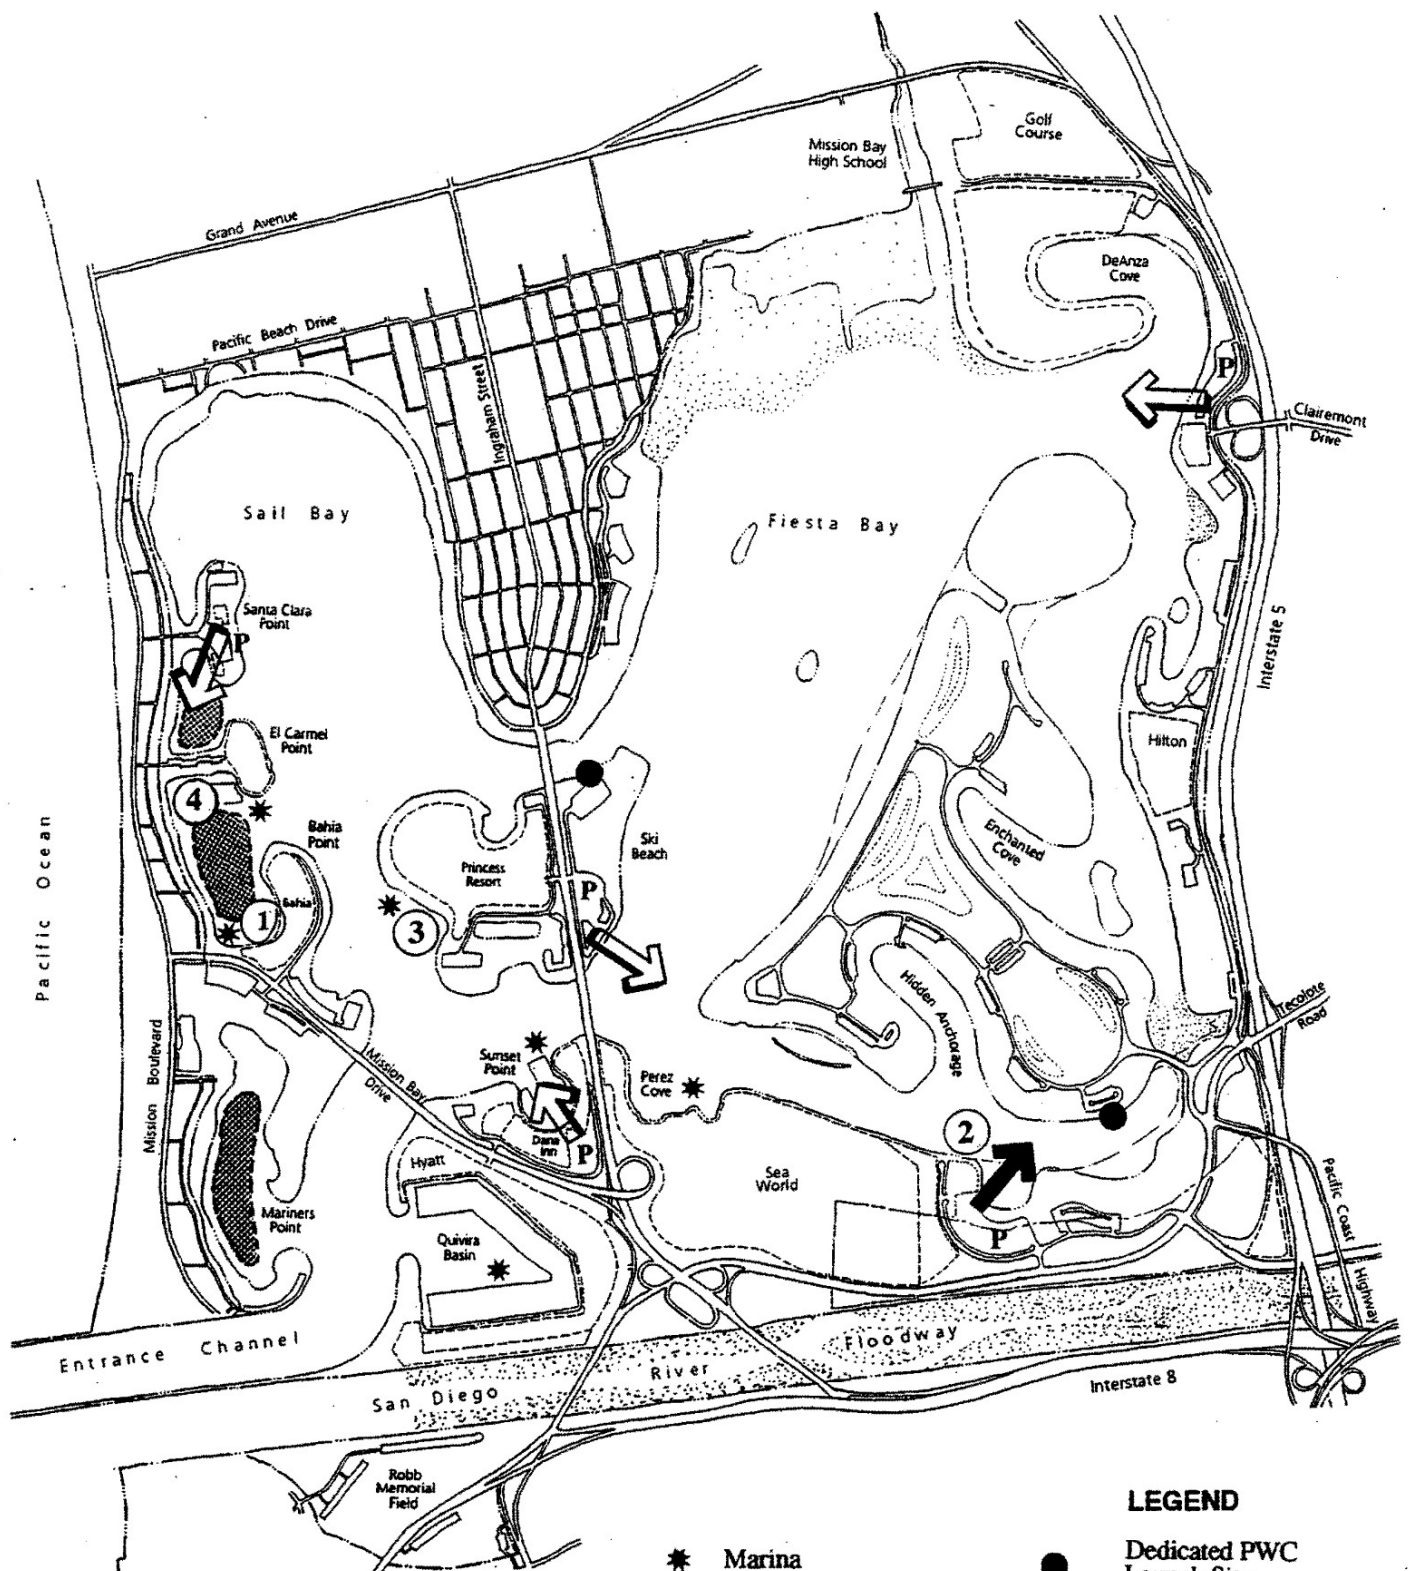 Golf
Course
Mission Bay
High School
Grand Avenue
DeAnza
Cove
Pacific Beach Drive
P
Ingraham Street
Clairemont
Drive
Sail Bay
Fiesta Bay
Santa Clara
Point
P
Interstate 5
El Carmel
Point
Hilton
4
Bahia
Point
Enchanted
Cove
Ski
Beach
Pacific Ocean
Princess
Resort
P
Bahia
1
3
Hidden Anchorage
Tecolote
Road
Mission Boulevard
Mission Bay
Drive
Sunset
Point
Perez
Cove
2
Dana
Inn
P
Hyatt
Sea
World
Pacific Coast Highway
Mariners
Point
Quivira
Basin
P
Entrance Channel
San Diego River Floodway
Interstate 8
Robb
Memorial
Field
LEGEND
Marina
Dedicated PWC